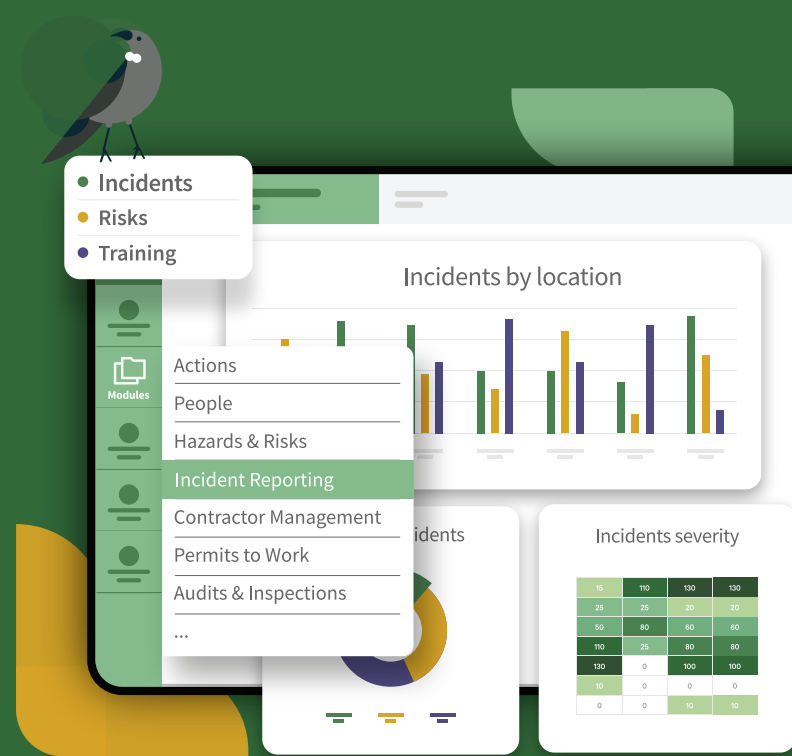 Incidents
Risks
Training
Incidents by location
Modules
Actions
People
Hazards & Risks
Incident Reporting
Contractor Management
Permits to Work
Audits & Inspections
...
idents
Incidents severity
15 110 130 130
25 25 20 20
50 80 60 60
110 25 80 80
130 0 100 100
10 0 0 0
0 0 10 10